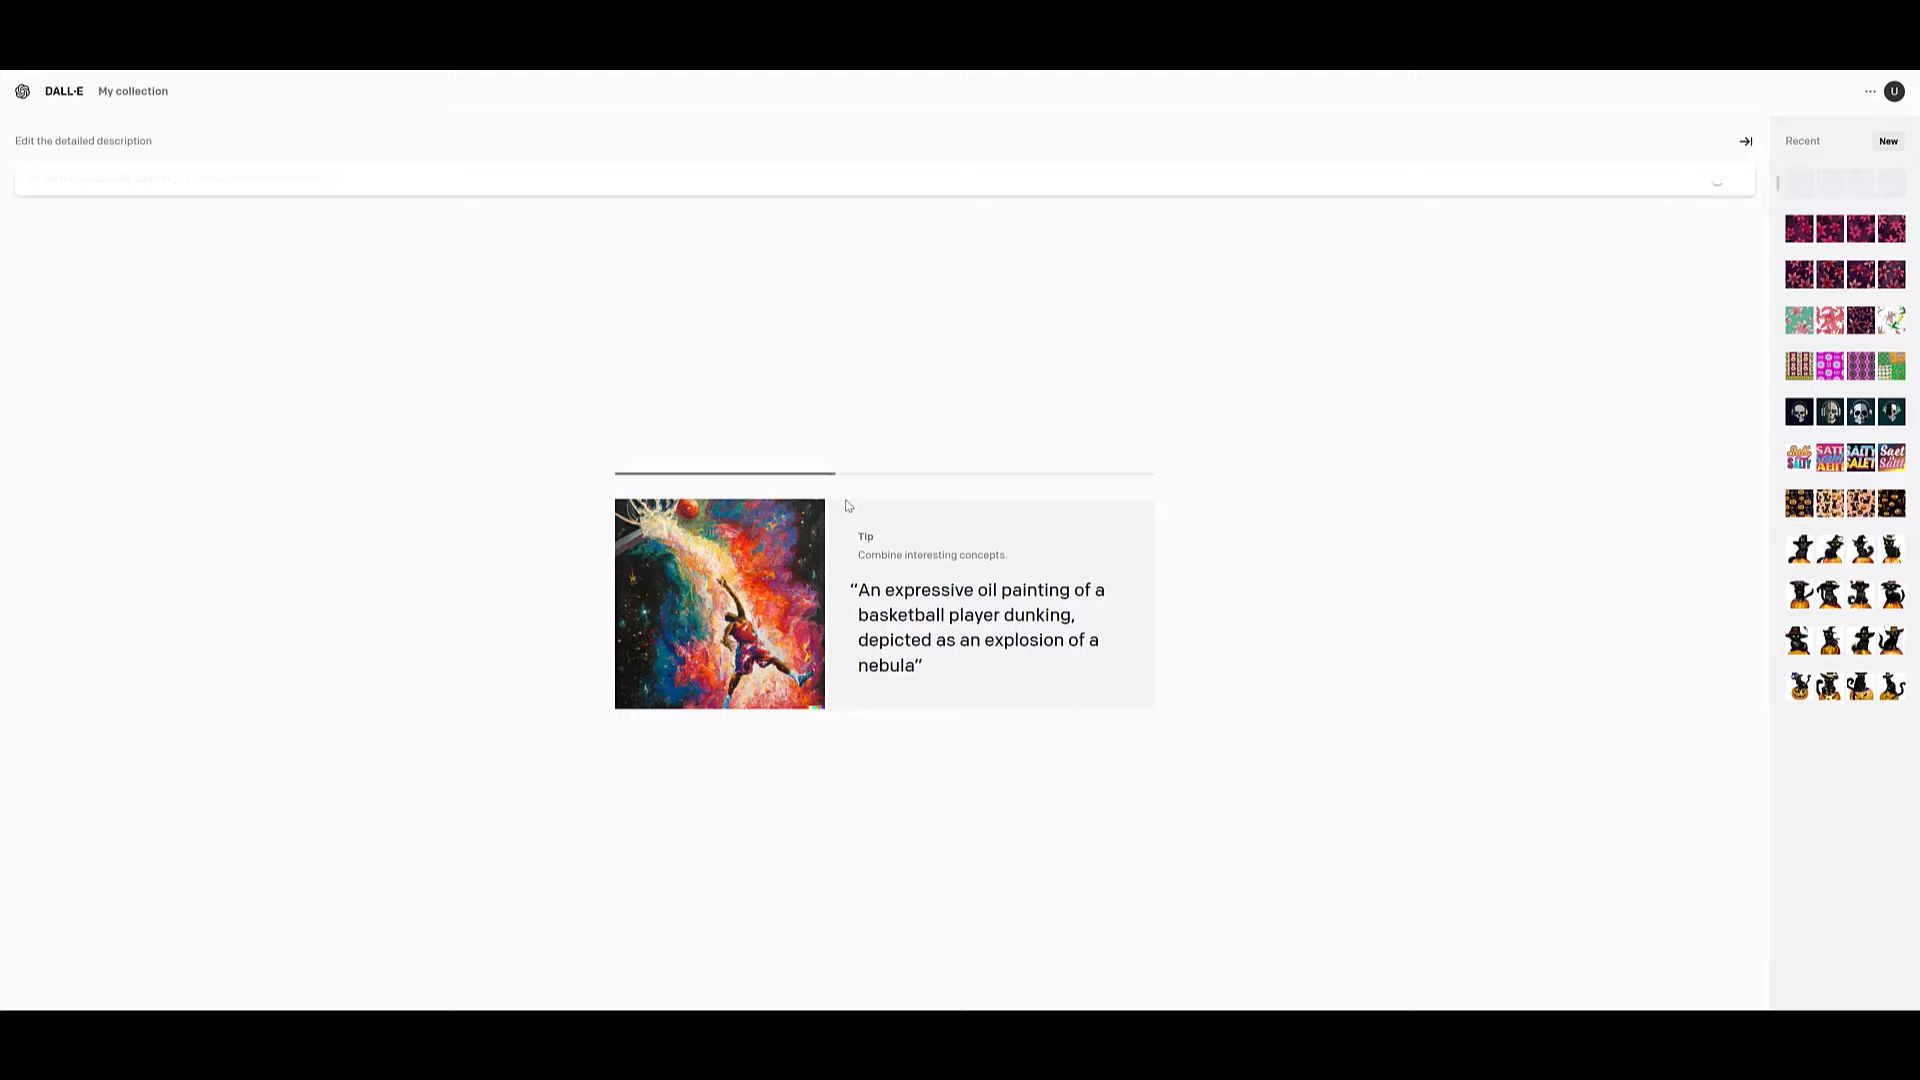 DALL·E My collection
··· U
Edit the detailed description
Recent New
Tip
Combine interesting concepts.
“An expressive oil painting of a
basketball player dunking,
depicted as an explosion of a
nebula”